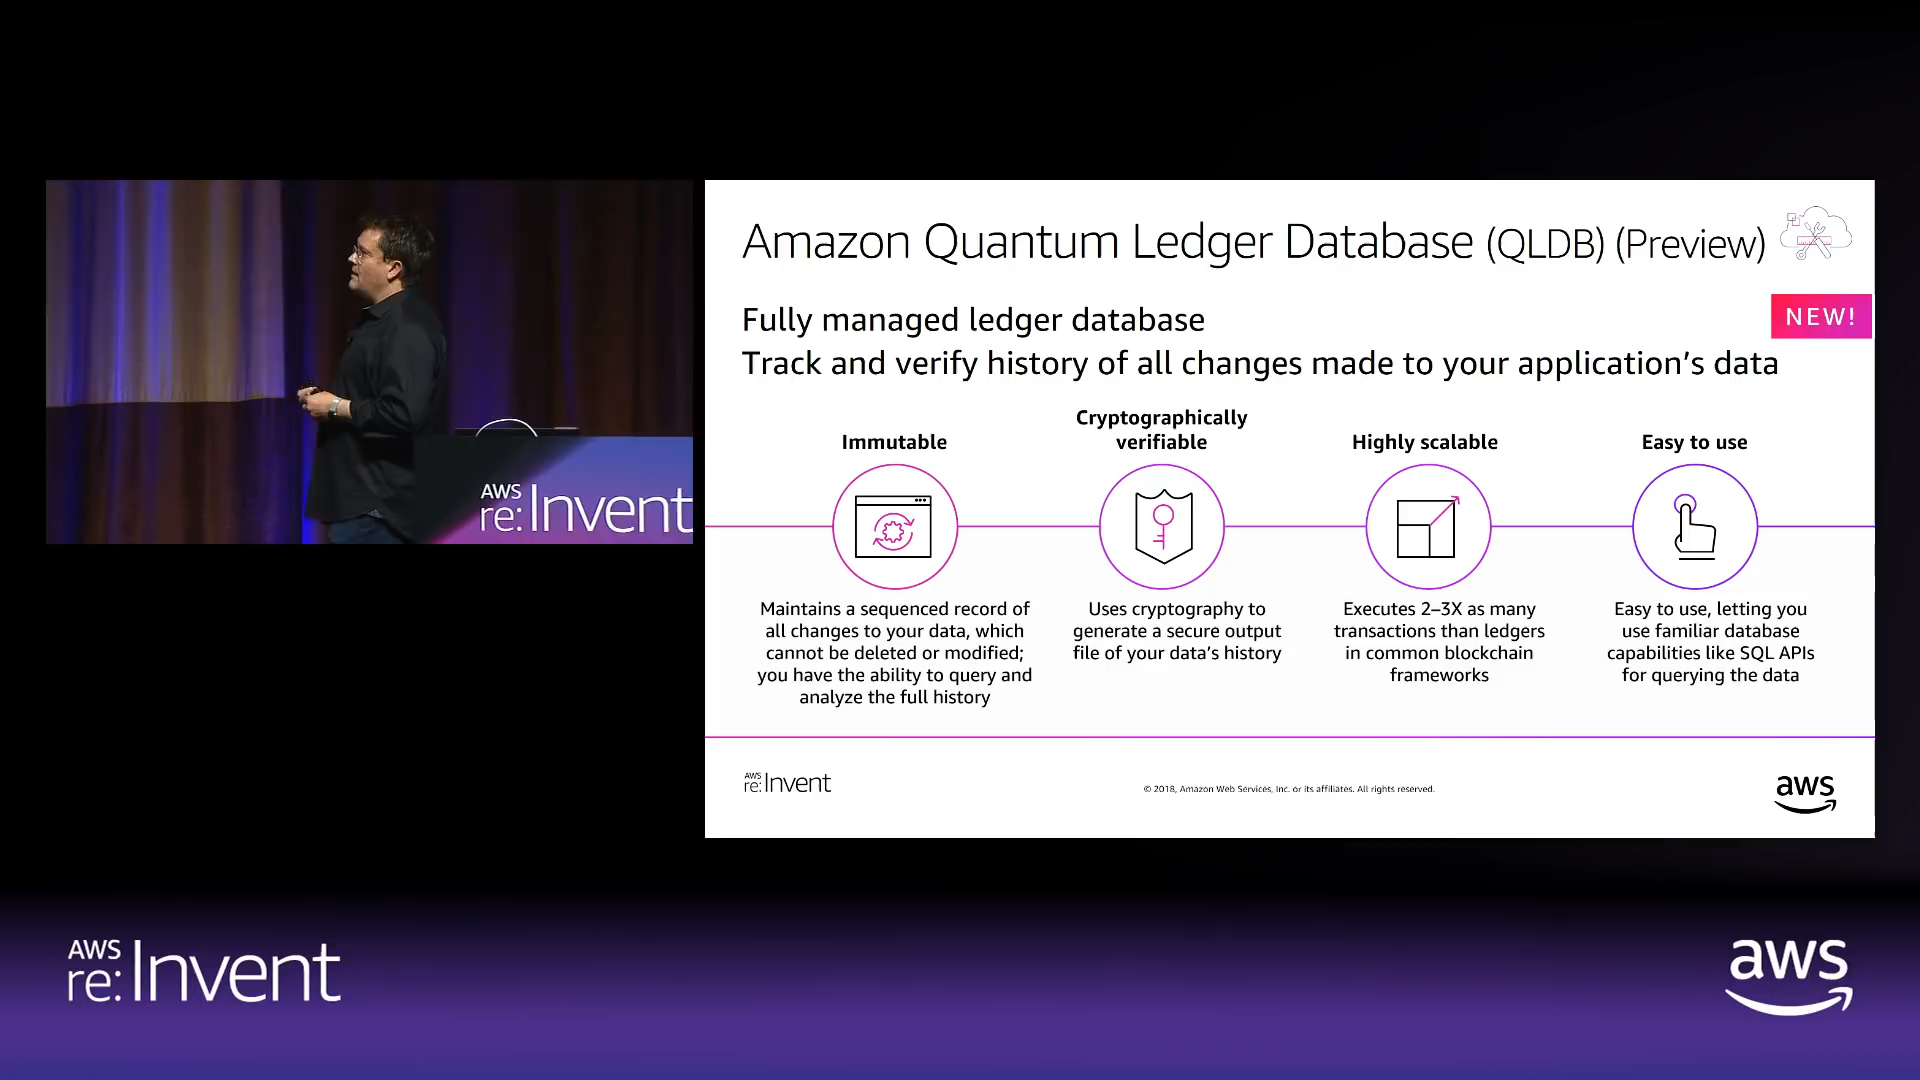 Amazon Quantum Ledger Database (QLDB) (Preview)
NEW!
Fully managed ledger database
Track and verify history of all changes made to your application's data
Immutable
Maintains a sequenced record of
all changes to your data, which
cannot be deleted or modified;
you have the ability to query and
analyze the full history
Cryptographically
verifiable
Uses cryptography to
generate a secure output
file of your data's history
Highly scalable
Executes 2–3X as many
transactions than ledgers
in common blockchain
frameworks
Easy to use
Easy to use, letting you
use familiar database
capabilities like SQL APIs
for querying the data
AWS
re:Invent
© 2018, Amazon Web Services, Inc. or its affiliates. All rights reserved.
aws
AWS
re:Invent
AWS
re:Invent
aws